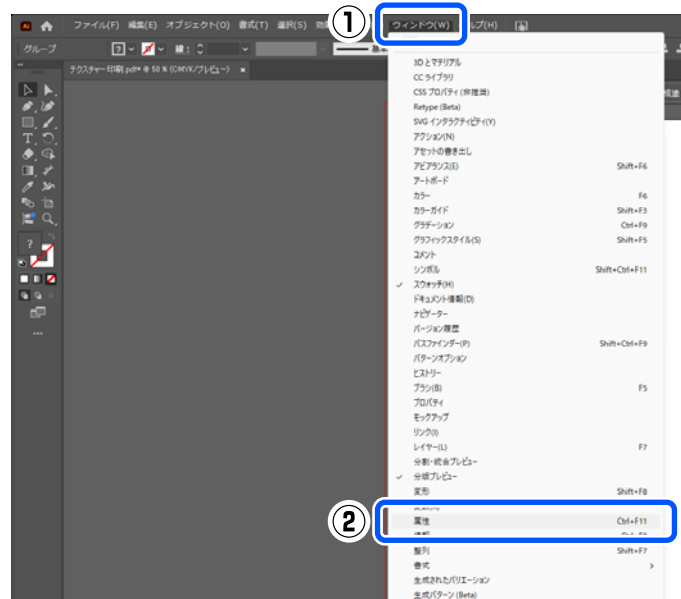 ①
Ai ファイル(F) 編集(E) オブジェクト(O) 書式(T) 選択(S) ウィンドウ(W) ヘルプ(H)
グループ ? 線:
テクスチャー印刷.pdf* @ 50 % (CMYK/プレビュー) ×
3D とマテリアル
CC ライブラリ
CSS プロパティ (非推奨)
Retype (Beta)
SVG インタラクティビティ(Y)
アクション(N)
アセットの書き出し
アピアランス(E) Shift+F6
アートボード
カラー F6
カラーガイド Shift+F3
グラデーション Ctrl+F9
グラフィックスタイル(S) Shift+F5
コメント
シンボル Shift+Ctrl+F11
✓ スウォッチ(H)
ドキュメント情報(D)
ナビゲーター
バージョン履歴
パスファインダー(P) Shift+Ctrl+F9
パターンオプション
ヒストリー
ブラシ(B) F5
プロパティ
モックアップ
リンク(I)
レイヤー(L) F7
分割・統合プレビュー
✓ 分版プレビュー
変形 Shift+F8
②
属性 Ctrl+F11
整列 Shift+F7
書式 >
生成されたバリエーション
生成パターン (Beta)